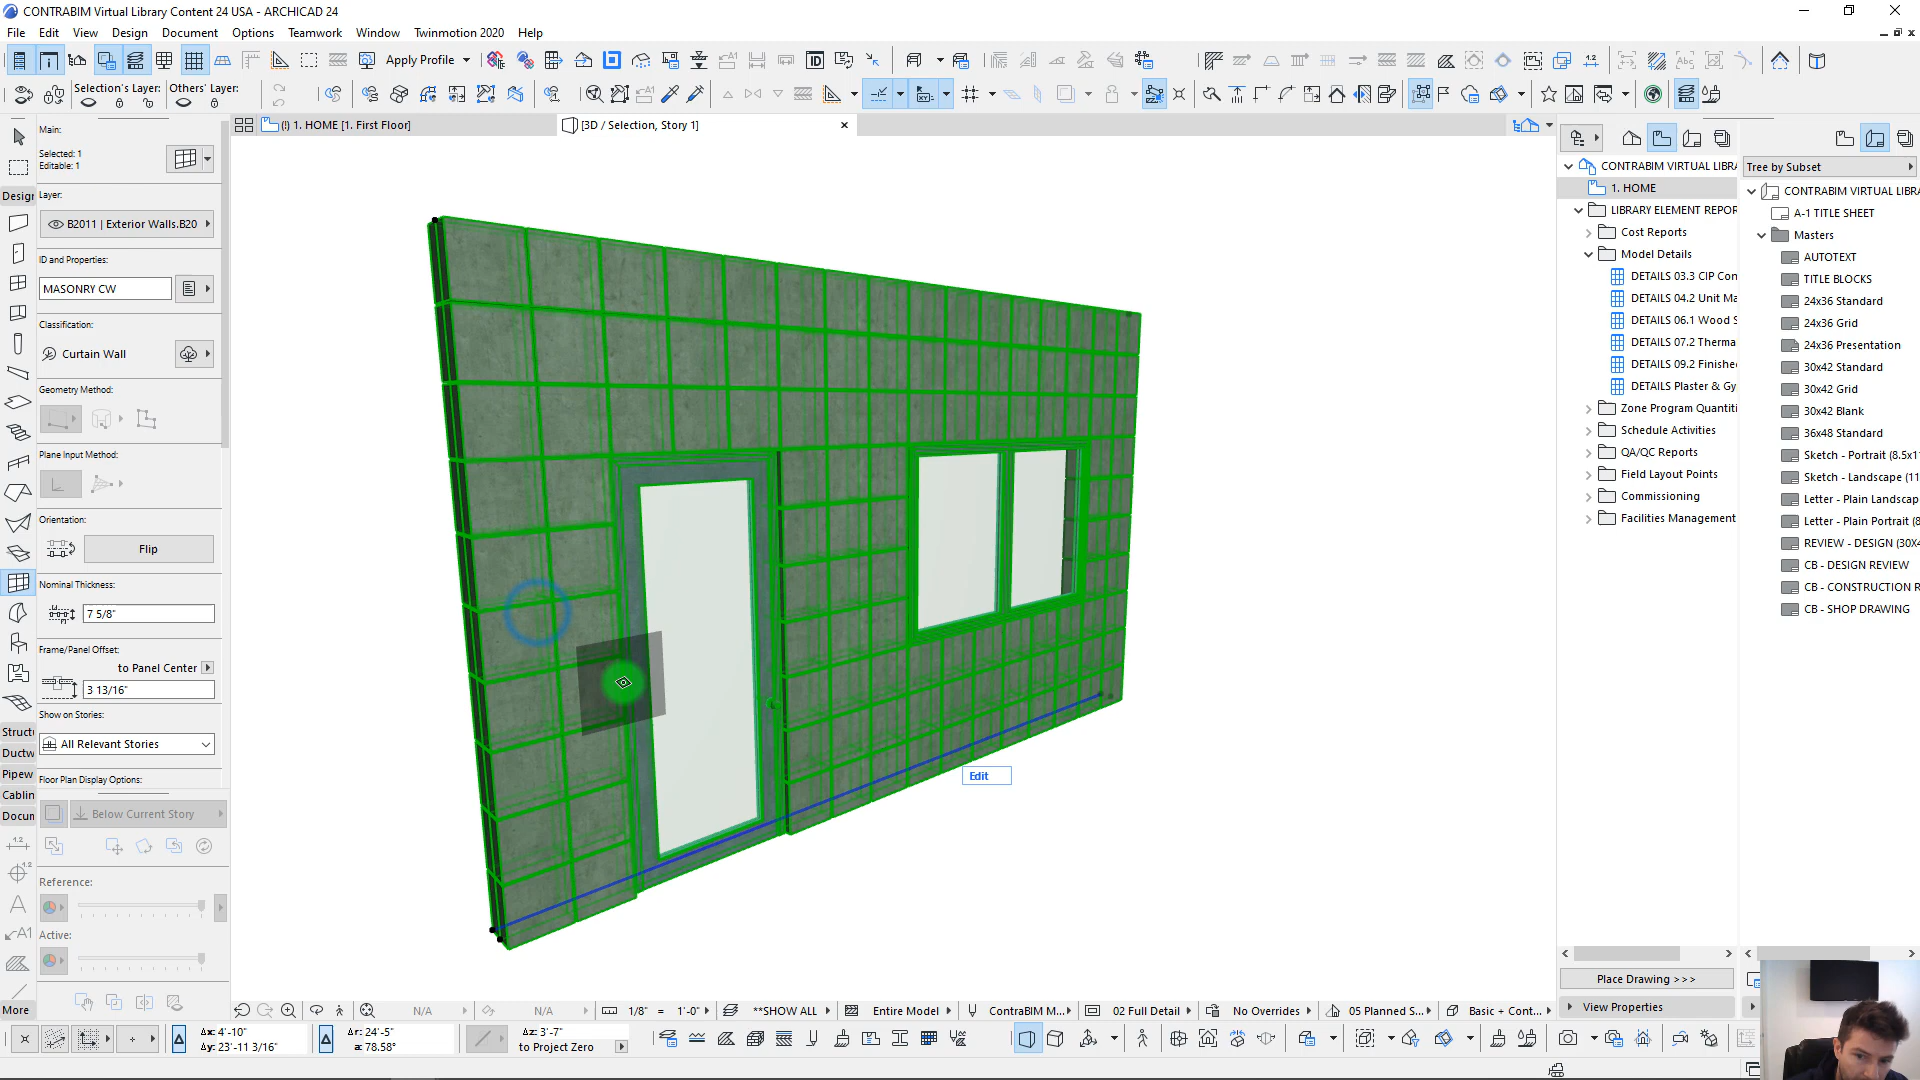 CONTRABIM Virtual Library Content 24 USA - ARCHICAD 24
File Edit View Design Document Options Teamwork Window Twinmotion 2020 Help
Apply Profile
Selection's Layer: Others' Layer:
(!) 1. HOME [1. First Floor]
[3D / Selection, Story 1]
Main:
Selected: 1
Editable: 1
Design
Layer:
B2011 | Exterior Walls.B20
ID and Properties:
MASONRY CW
Classification:
Curtain Wall
Geometry Method:
Plane Input Method:
Orientation:
Flip
Nominal Thickness:
7 5/8"
Frame/Panel Offset:
to Panel Center
3 13/16"
Show on Stories:
All Relevant Stories
Floor Plan Display Options:
Below Current Story
Reference:
Active:
Struct
Ductw
Pipew
Cablin
Docum
More
Edit
CONTRABIM VIRTUAL LIBRA
1. HOME
LIBRARY ELEMENT REPOR
Cost Reports
Model Details
DETAILS 03.3 CIP Con
DETAILS 04.2 Unit Ma
DETAILS 06.1 Wood S
DETAILS 07.2 Therma
DETAILS 09.2 Finishe
DETAILS Plaster & Gy
Zone Program Quantiti
Schedule Activities
QA/QC Reports
Field Layout Points
Commissioning
Facilities Management
Place Drawing >>>
View Properties
Tree by Subset
CONTRABIM VIRTUAL LIBR
A-1 TITLE SHEET
Masters
AUTOTEXT
TITLE BLOCKS
24x36 Standard
24x36 Grid
24x36 Presentation
30x42 Standard
30x42 Grid
30x42 Blank
36x48 Standard
Sketch - Portrait (8.5x11
Sketch - Landscape (11
Letter - Plain Landscap
Letter - Plain Portrait (8
REVIEW - DESIGN (30X4
CB - DESIGN REVIEW
CB - CONSTRUCTION R
CB - SHOP DRAWING
N/A N/A 1/8" = 1'-0" **SHOW ALL Entire Model ContraBIM M... 02 Full Detail No Overrides 05 Planned S... Basic + Cont...
Δx: 4'-10"
Δy: 23'-11 3/16"
Δr: 24'-5"
a: 78.58°
Δz: 3'-7"
to Project Zero